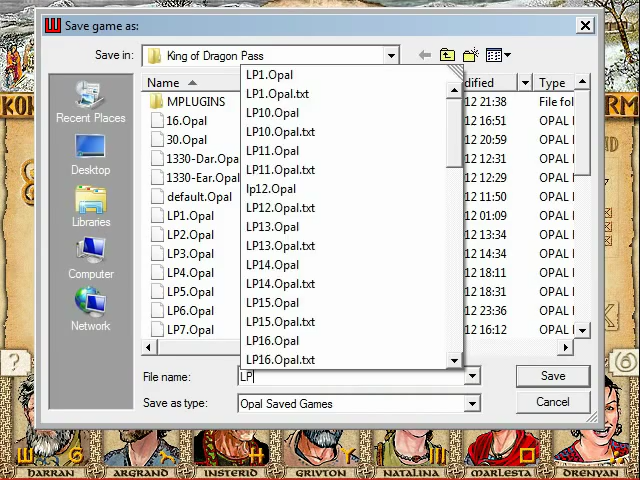 Save game as:
Save in: King of Dragon Pass
Name dified Type
MPLUGINS 12 21:38 File fol
16.Opal 12 16:51 OPAL
30.Opal 12 20:59 OPAL
1330-Dar.Opa 12 12:31 OPAL
1330-Ear.Opa 12 12:29 OPAL
default.Opal 12 11:50 OPAL
LP1.Opal 12 01:09 OPAL
LP2.Opal 12 13:34 OPAL
LP3.Opal 12 14:34 OPAL
LP4.Opal 12 18:11 OPAL
LP5.Opal 12 18:31 OPAL
LP6.Opal 12 23:36 OPAL
LP7.Opal 12 16:12 OPAL
Recent Places
Desktop
Libraries
Computer
Network
LP1.Opal
LP1.Opal.txt
LP10.Opal
LP10.Opal.txt
LP11.Opal
LP11.Opal.txt
lp12.Opal
LP12.Opal.txt
LP13.Opal
LP13.Opal.txt
LP14.Opal
LP14.Opal.txt
LP15.Opal
LP15.Opal.txt
LP16.Opal
LP16.Opal.txt
File name: LP Save
Save as type: Opal Saved Games Cancel
?
HARRAN ARGRAND INSTERID GRIVTON NATALINA MARLESTA DRENYAN